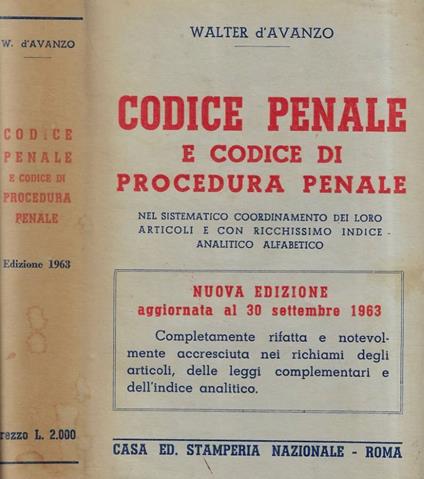 W. d'AVANZO
CODICE
PENALE
E CODICE DI
PROCEDURA
PENALE
Edizione 1963
rezzo L. 2.000
WALTER d'AVANZO
CODICE PENALE
E CODICE DI
PROCEDURA PENALE
NEL SISTEMATICO COORDINAMENTO DEI LORO
ARTICOLI E CON RICCHISSIMO INDICE-
ANALITICO ALFABETICO
NUOVA EDIZIONE
aggiornata al 30 settembre 1963
Completamente rifatta e notevol-
mente accresciuta nei richiami degli
articoli, delle leggi complementari e
dell'indice analitico.
CASA ED. STAMPERIA NAZIONALE - ROMA